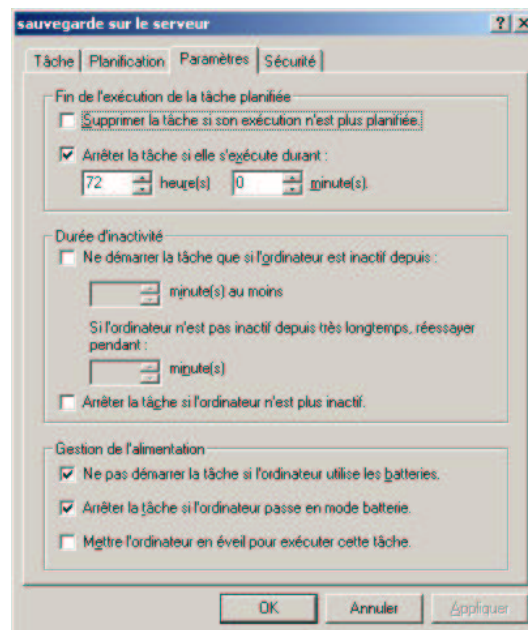 sauvegarde sur le serveur
Tâche Planification Paramètres Sécurité
Fin de l'exécution de la tâche planifiée
Supprimer la tâche si son exécution n'est plus planifiée.
Arrêter la tâche si elle s'exécute durant :
72 heure(s) 0 minute(s).
Durée d'inactivité
Ne démarrer la tâche que si l'ordinateur est inactif depuis :
minute(s) au moins
Si l'ordinateur n'est pas inactif depuis très longtemps, réessayer
pendant :
minute(s)
Arrêter la tâche si l'ordinateur n'est plus inactif.
Gestion de l'alimentation
Ne pas démarrer la tâche si l'ordinateur utilise les batteries.
Arrêter la tâche si l'ordinateur passe en mode batterie.
Mettre l'ordinateur en éveil pour exécuter cette tâche.
OK Annuler Appliquer